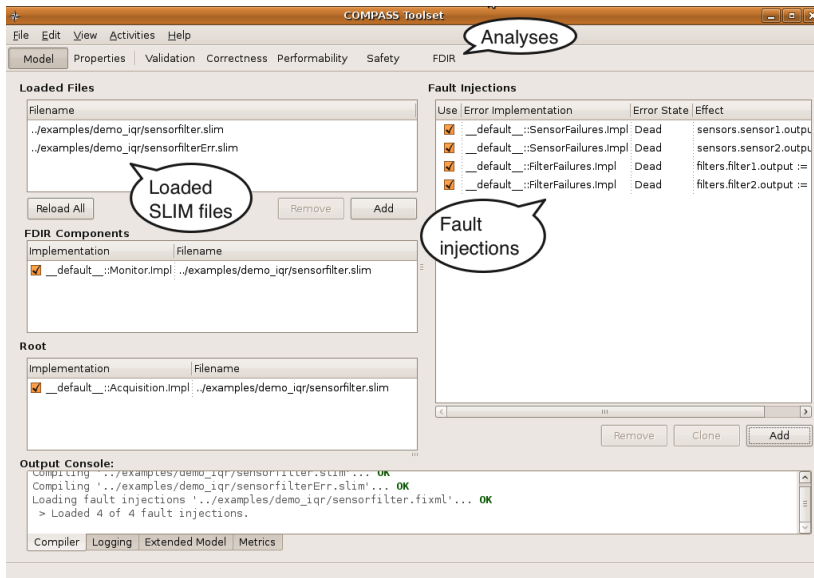 COMPASS Toolset
File Edit View Activities Help
Analyses
Model Properties Validation Correctness Performability Safety FDIR
Loaded Files
Filename
../examples/demo_iqr/sensorfilter.slim
../examples/demo_iqr/sensorfilterErr.slim
Loaded
SLIM files
Reload All Remove Add
FDIR Components
Implementation Filename
__default__::Monitor.Impl ../examples/demo_iqr/sensorfilter.slim
Root
Implementation Filename
__default__::Acquisition.Impl ../examples/demo_iqr/sensorfilter.slim
Fault Injections
Use Error Implementation Error State Effect
__default__::SensorFailures.Impl Dead sensors.sensor1.outpu
__default__::SensorFailures.Impl Dead sensors.sensor2.outpu
__default__::FilterFailures.Impl Dead filters.filter1.output :=
__default__::FilterFailures.Impl Dead filters.filter2.output :=
Fault
injections
Remove Clone Add
Output Console:
Compiling '../examples/demo_iqr/sensorfilter.slim'... OK
Compiling '../examples/demo_iqr/sensorfilterErr.slim'... OK
Loading fault injections '../examples/demo_iqr/sensorfilter.fixml'... OK
> Loaded 4 of 4 fault injections.
Compiler Logging Extended Model Metrics